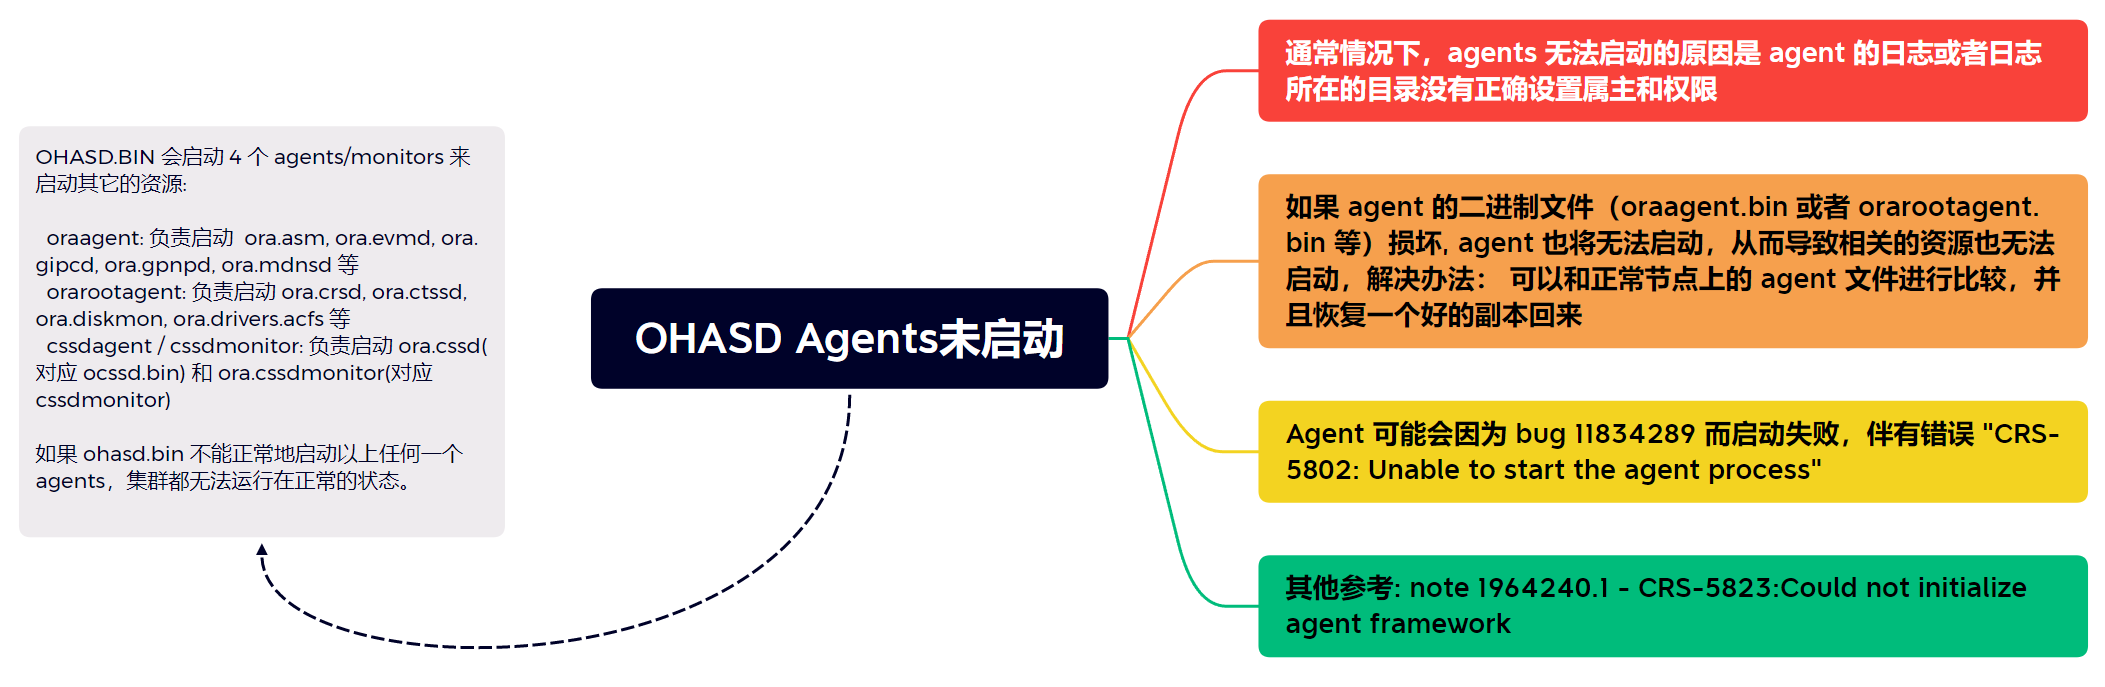 OHASD.BIN 会启动 4 个 agents/monitors 来
启动其它的资源:
oraagent: 负责启动  ora.asm, ora.evmd, ora.
gipcd, ora.gpnpd, ora.mdnsd 等
orarootagent: 负责启动 ora.crsd, ora.ctssd,
ora.diskmon, ora.drivers.acfs 等
cssdagent / cssdmonitor: 负责启动 ora.cssd(
对应 ocssd.bin) 和 ora.cssdmonitor(对应
cssdmonitor)
如果 ohasd.bin 不能正常地启动以上任何一个
agents，集群都无法运行在正常的状态。
OHASD Agents未启动
通常情况下，agents 无法启动的原因是 agent 的日志或者日志
所在的目录没有正确设置属主和权限
如果 agent 的二进制文件（oraagent.bin 或者 orarootagent.
bin 等）损坏, agent 也将无法启动，从而导致相关的资源也无法
启动，解决办法： 可以和正常节点上的 agent 文件进行比较，并
且恢复一个好的副本回来
Agent 可能会因为 bug 11834289 而启动失败，伴有错误 "CRS-
5802: Unable to start the agent process"
其他参考: note 1964240.1 - CRS-5823:Could not initialize
agent framework